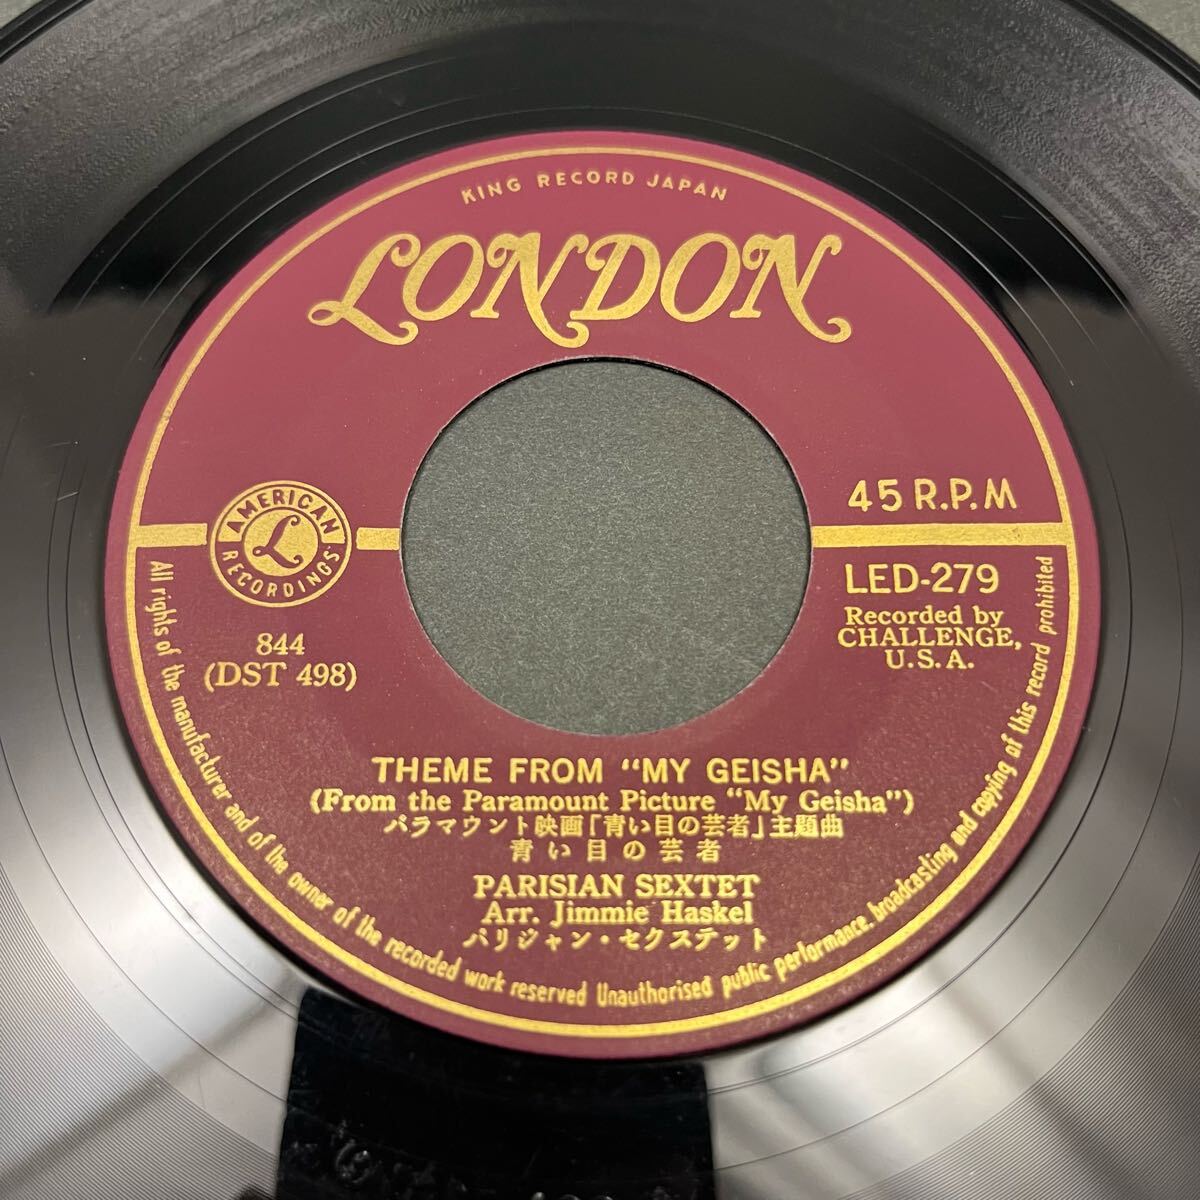 KING RECORD JAPAN
LONDON
AMERICAN
L
RECORDINGS
844
(DST 498)
45 R.P.M
LED-279
Recorded by
CHALLENGE,
U.S.A.
THEME FROM “MY GEISHA”
(From the Paramount Picture “My Geisha”)
パラマウント映画「青い目の芸者」主題曲
青い目の芸者
PARISIAN SEXTET
Arr. Jimmie Haskel
パリジャン・セクステット
All rights of the manufacturer and of the owner of the recorded work reserved Unauthorised public performance, broadcasting and copying of this record prohibited